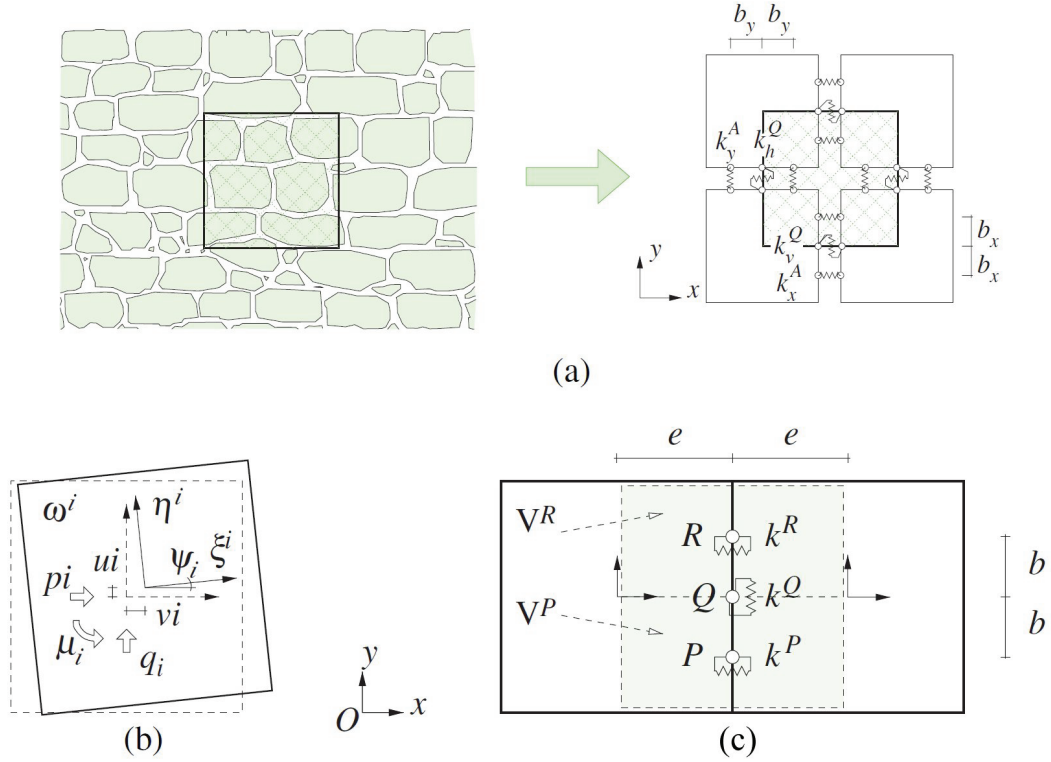 b_y b_y
k_y^A k_h^Q
k_v^Q
b_x
y
k_x^A
b_x
x
(a)
e e
ω^i η^i
V^R
R k^R
ui ψ_i ξ^i
pi
b
Q k^Q
vi
V^P
b
μ_i q_i
P k^P
y
O x
(b)
(c)